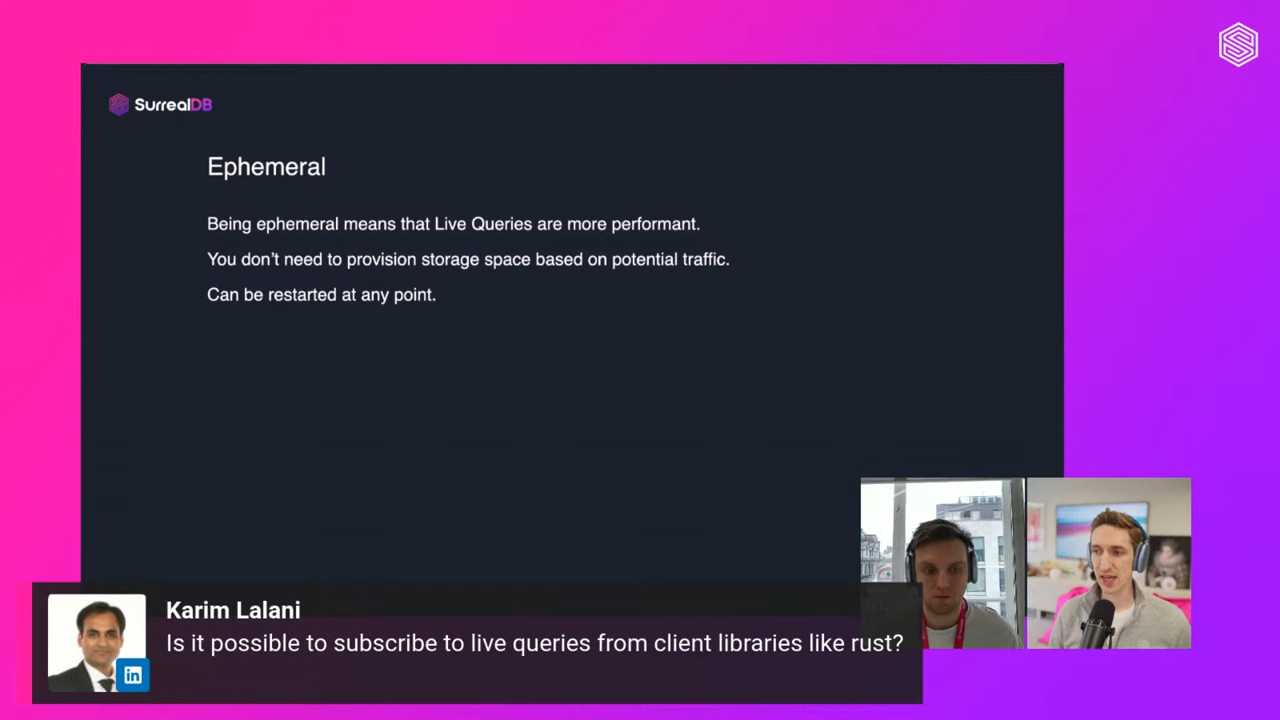 SurrealDB
Ephemeral
Being ephemeral means that Live Queries are more performant.
You don't need to provision storage space based on potential traffic.
Can be restarted at any point.
Karim Lalani
Is it possible to subscribe to live queries from client libraries like rust?
in